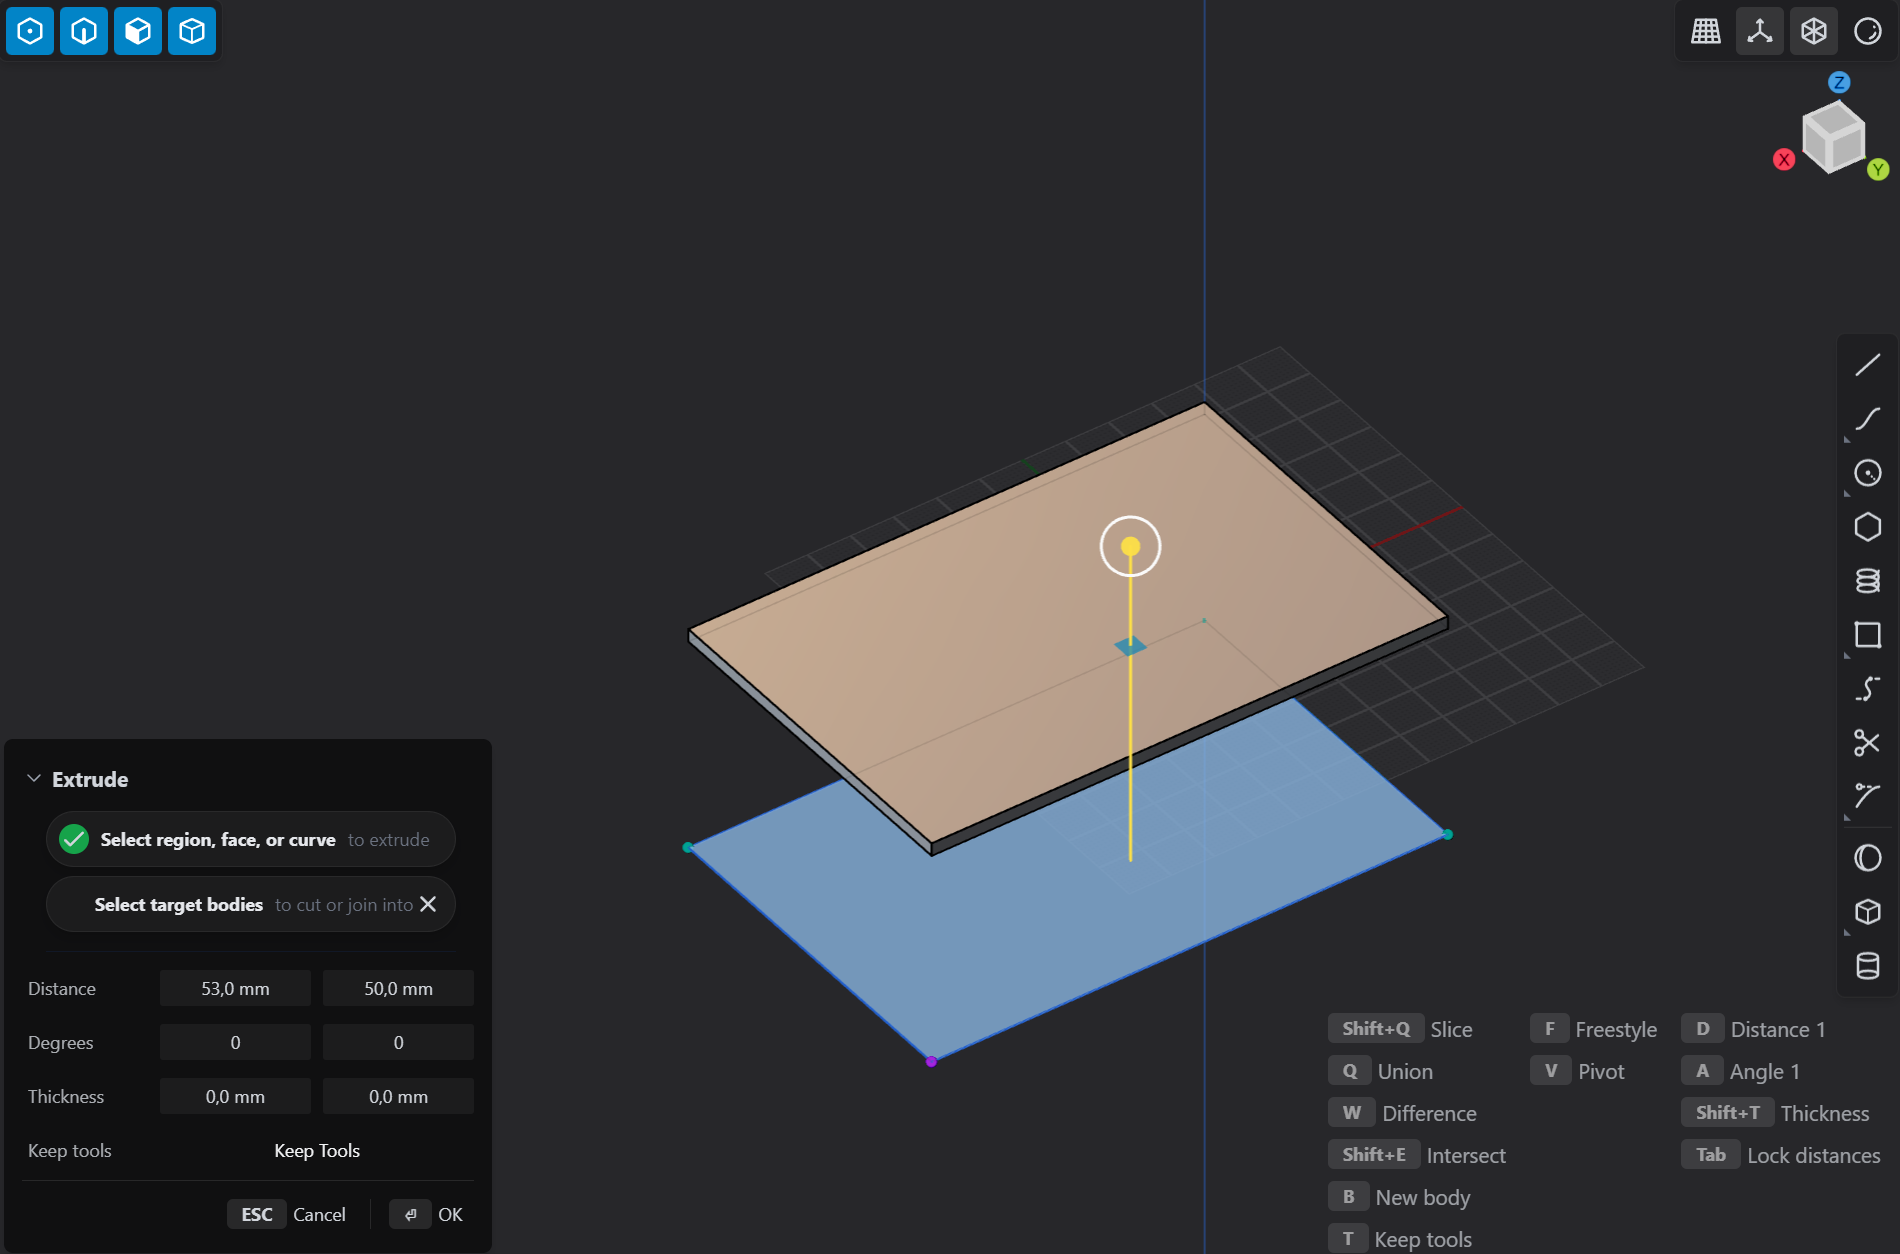 Z
X
Y
Extrude
Select region, face, or curve to extrude
Select target bodies to cut or join into
Distance 53,0 mm 50,0 mm
Degrees 0 0
Thickness 0,0 mm 0,0 mm
Keep tools Keep Tools
ESC Cancel OK
Shift+Q Slice F Freestyle D Distance 1
Q Union V Pivot A Angle 1
W Difference Shift+T Thickness
Shift+E Intersect Tab Lock distances
B New body
T Keep tools